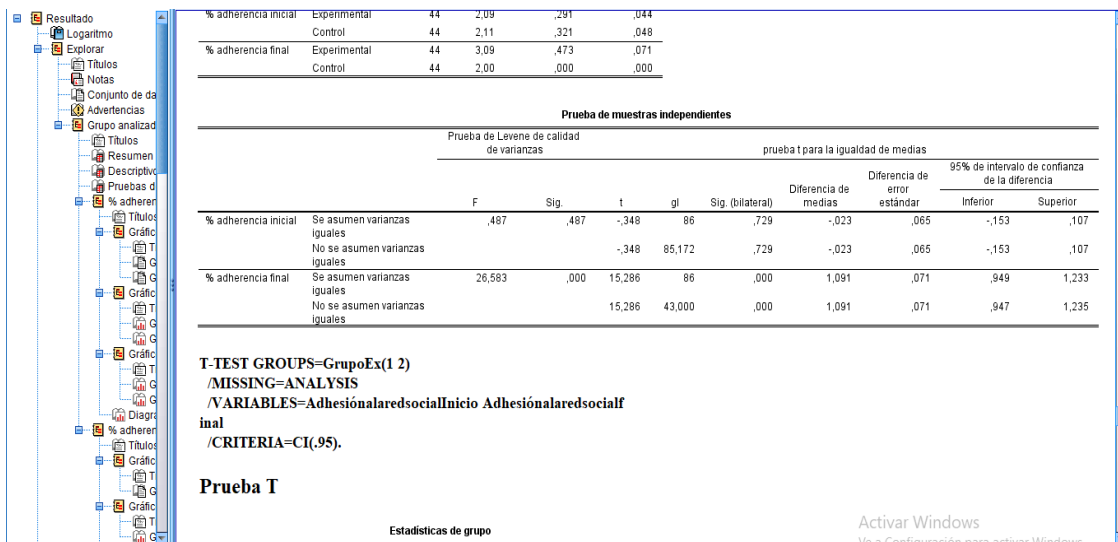 Resultado
Logaritmo
Explorar
Títulos
Notas
Conjunto de da
Advertencias
Grupo analizad
Títulos
Resumen
Descriptivo
Pruebas d
% adheren
Títulos
Gráfic
T
G
G
Gráfic
T
G
G
Gráfic
T
G
G
Diagra
% adheren
Títulos
Gráfic
T
G
Gráfic
T
G
% adherencia inicial Experimental 44 2,09 ,291 ,044
Control 44 2,11 ,321 ,048
% adherencia final Experimental 44 3,09 ,473 ,071
Control 44 2,00 ,000 ,000
Prueba de muestras independientes
Prueba de Levene de calidad
de varianzas
prueba t para la igualdad de medias
F Sig. t gl Sig. (bilateral)
Diferencia de
medias
Diferencia de
error
estándar
95% de intervalo de confianza
de la diferencia
Inferior Superior
% adherencia inicial Se asumen varianzas
iguales ,487 ,487 -,348 86 ,729 -,023 ,065 -,153 ,107
No se asumen varianzas
iguales -,348 85,172 ,729 -,023 ,065 -,153 ,107
% adherencia final Se asumen varianzas
iguales 26,583 ,000 15,286 86 ,000 1,091 ,071 ,949 1,233
No se asumen varianzas
iguales 15,286 43,000 ,000 1,091 ,071 ,947 1,235
T-TEST GROUPS=GrupoEx(1 2)
/MISSING=ANALYSIS
/VARIABLES=AdhesiónalaredsocialInicio Adhesiónalaredsocialf
inal
/CRITERIA=CI(.95).
Prueba T
Estadísticas de grupo
Activar Windows
Ve a Configuración para activar Windows